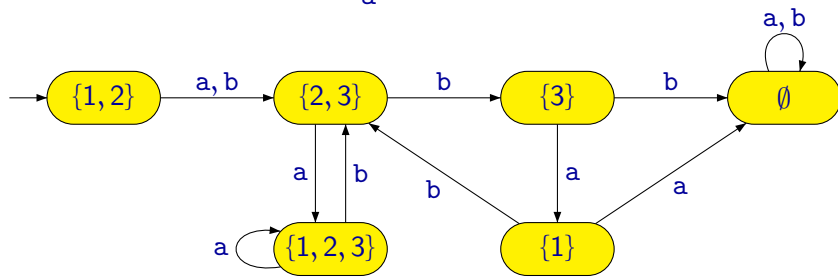 a
a, b
{1, 2} a, b {2, 3} b {3} b ∅
a b b a a
a {1, 2, 3} {1}